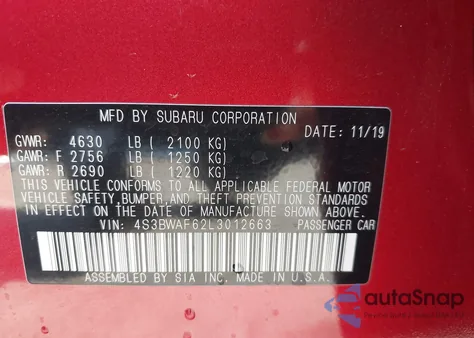 MFD BY SUBARU CORPORATION
DATE: 11/19
GVWR: 4630 LB ( 2100 KG)
GAWR: F 2756 LB ( 1250 KG)
GAWR: R 2690 LB ( 1220 KG)
THIS VEHICLE CONFORMS TO ALL APPLICABLE FEDERAL MOTOR
VEHICLE SAFETY,BUMPER,AND THEFT PREVENTION STANDARDS
IN EFFECT ON THE DATE OF MANUFACTURE SHOWN ABOVE.
VIN: 4S3BWAF62L3012663 PASSENGER CAR
ASSEMBLED BY SIA INC. MADE IN U.S.A.
autaSnap